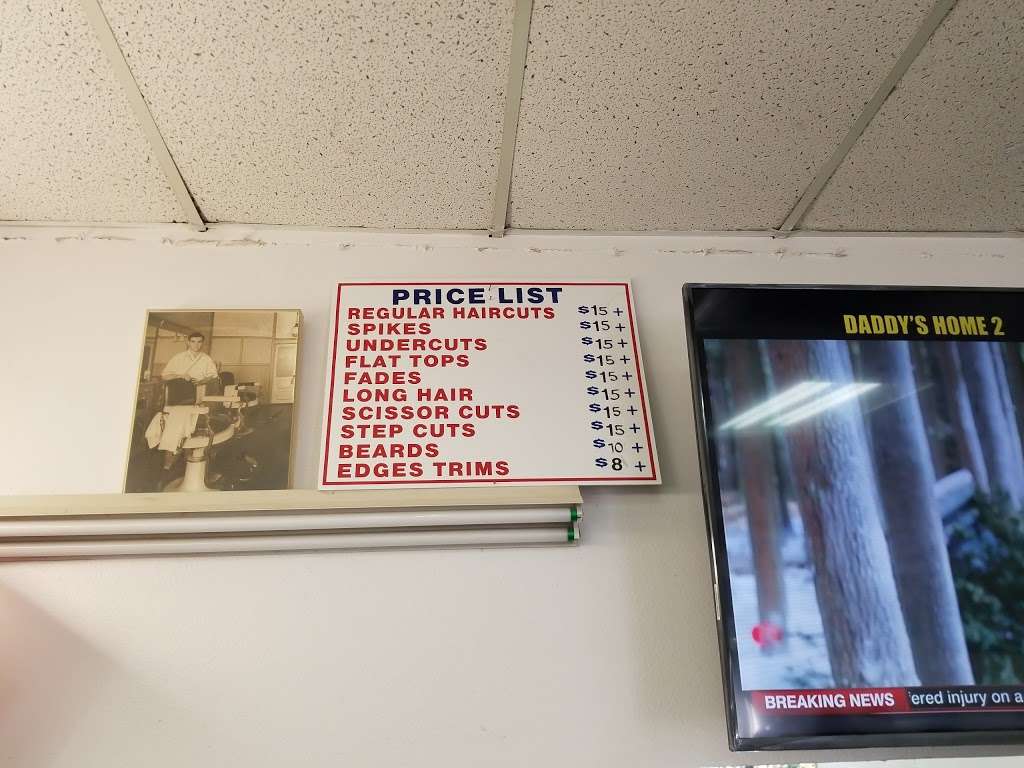 PRICE LIST
REGULAR HAIRCUTS $15+
SPIKES $15+
UNDERCUTS $15+
FLAT TOPS $15+
FADES $15+
LONG HAIR $15+
SCISSOR CUTS $15+
STEP CUTS $15+
BEARDS $10 +
EDGES TRIMS $8 +
DADDY'S HOME 2
BREAKING NEWS 'ered injury on a